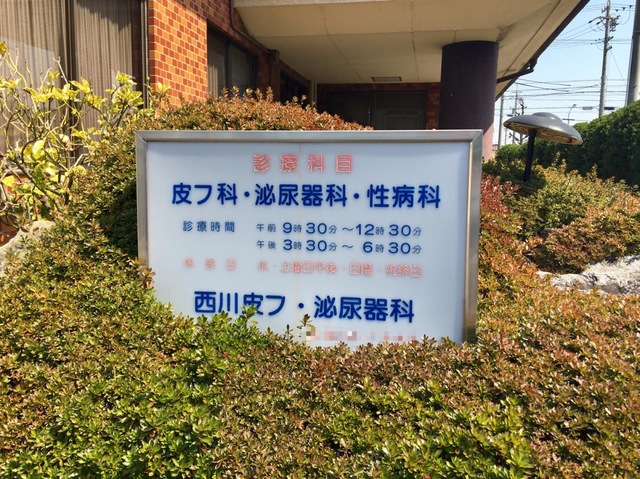 診療科目
皮フ科・泌尿器科・性病科
診療時間 午前 9時30分〜12時30分
午後 3時30分〜6時30分
木・土曜日午後・日曜・祝祭日
西川皮フ・泌尿器科